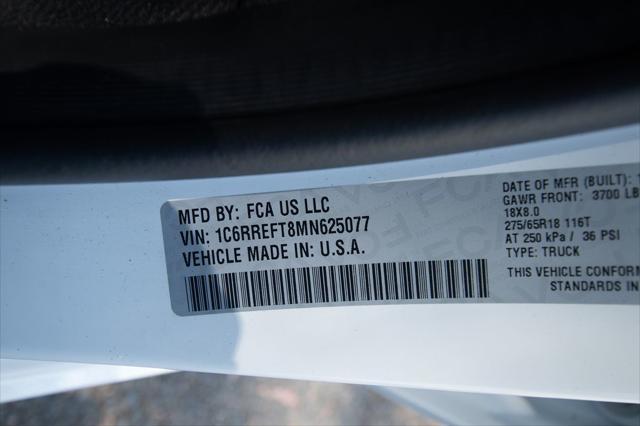 MFD BY: FCA US LLC
VIN: 1C6RREFT8MN625077
VEHICLE MADE IN: U.S.A.
DATE OF MFR (BUILT): 1
GAWR FRONT: 3700 LB
18X8.0
275/65R18 116T
AT 250 kPa / 36 PSI
TYPE: TRUCK
THIS VEHICLE CONFORM
STANDARDS IN